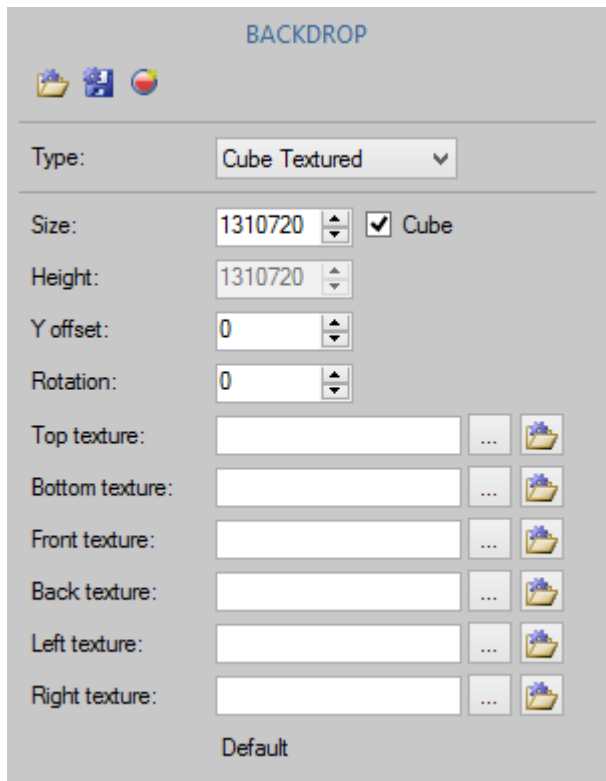 BACKDROP
Type: Cube Textured
Size: 1310720 Cube
Height: 1310720
Y offset: 0
Rotation: 0
Top texture: ...
Bottom texture: ...
Front texture: ...
Back texture: ...
Left texture: ...
Right texture: ...
Default